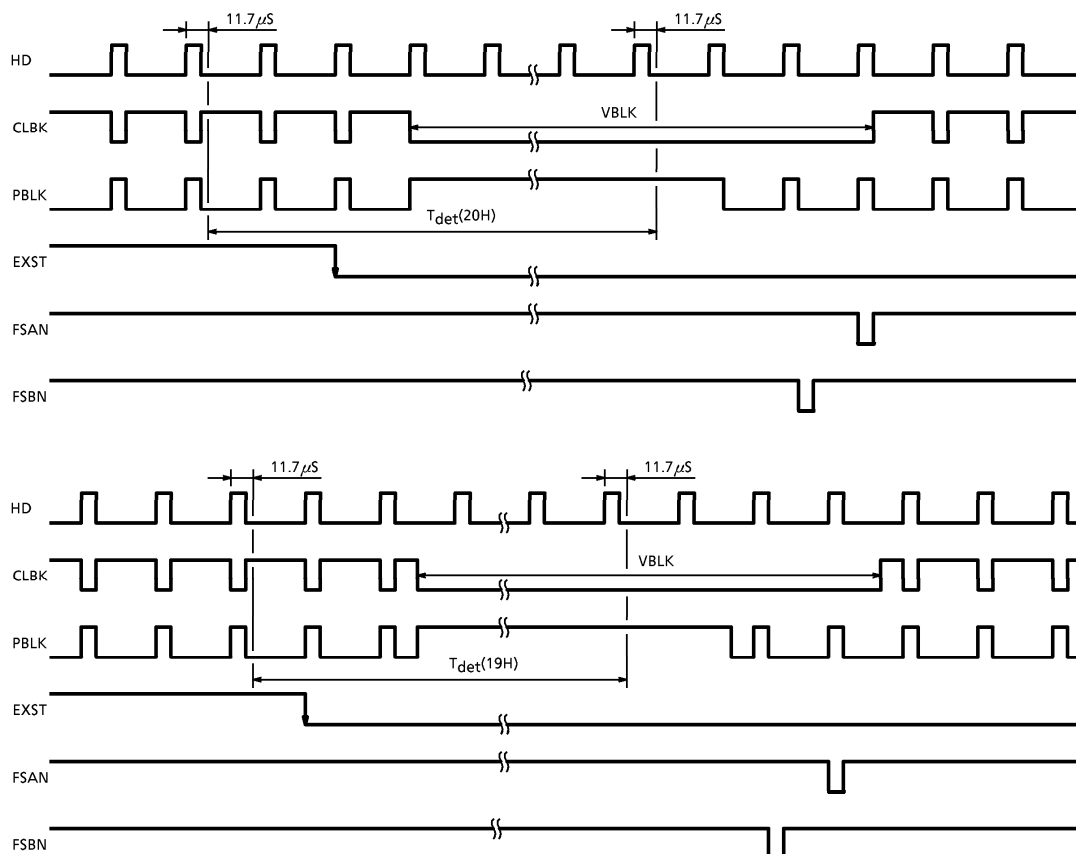 11.7μS 11.7μS
HD
CLBK VBLK
PBLK
Tdet(20H)
EXST
FSAN
FSBN
11.7μS 11.7μS
HD
CLBK VBLK
PBLK
Tdet(19H)
EXST
FSAN
FSBN